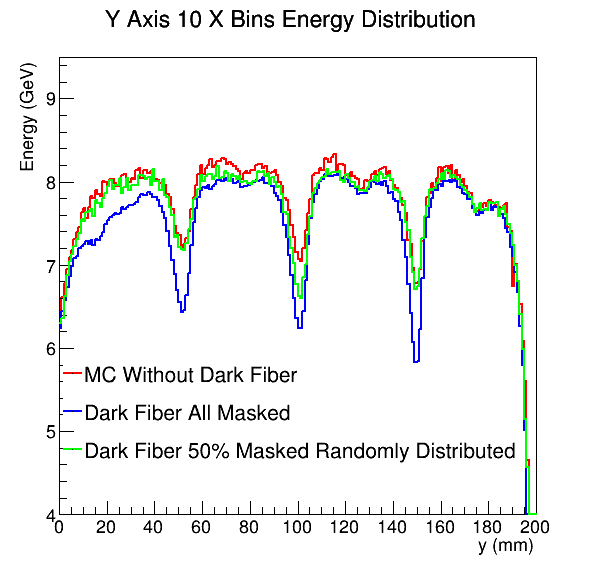 Y Axis 10 X Bins Energy Distribution
Energy (GeV)
9
8
7
6
5
4
MC Without Dark Fiber
Dark Fiber All Masked
Dark Fiber 50% Masked Randomly Distributed
0 20 40 60 80 100 120 140 160 180 200
y (mm)